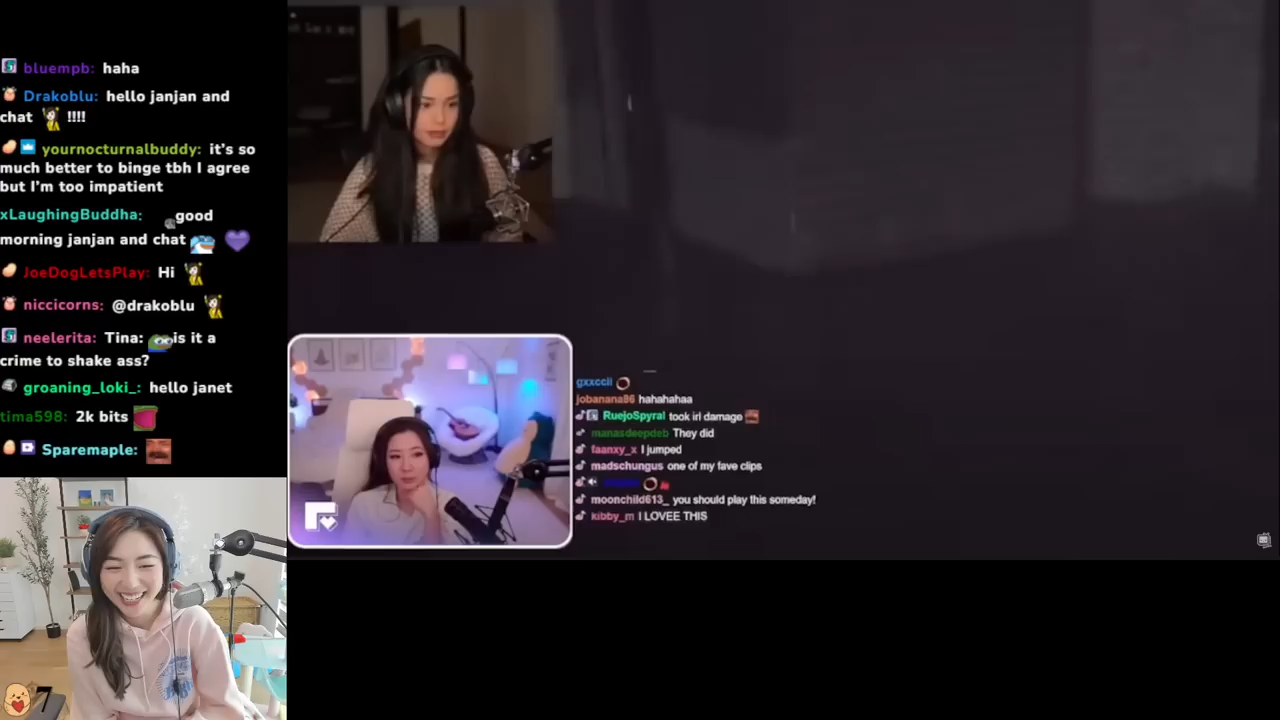 bluempb: haha
Drakoblu: hello janjan and
chat !!!!
yournocturnalbuddy: it's so
much better to binge tbh I agree
but I'm too impatient
xLaughingBuddha: good
morning janjan and chat
JoeDogLetsPlay: Hi
niccicorns: @drakoblu
neelerita: Tina: is it a
crime to shake ass?
groaning_loki_: hello janet
tima598: 2k bits
Sparemaple:
7
gxxccii
jobanana86 hahahahaa
RuejoSpyral took irl damage
manasdeepdeb They did
faanxy_x I jumped
madschungus one of my fave clips
moonchild613_ you should play this someday!
kibby_m I LOVEE THIS